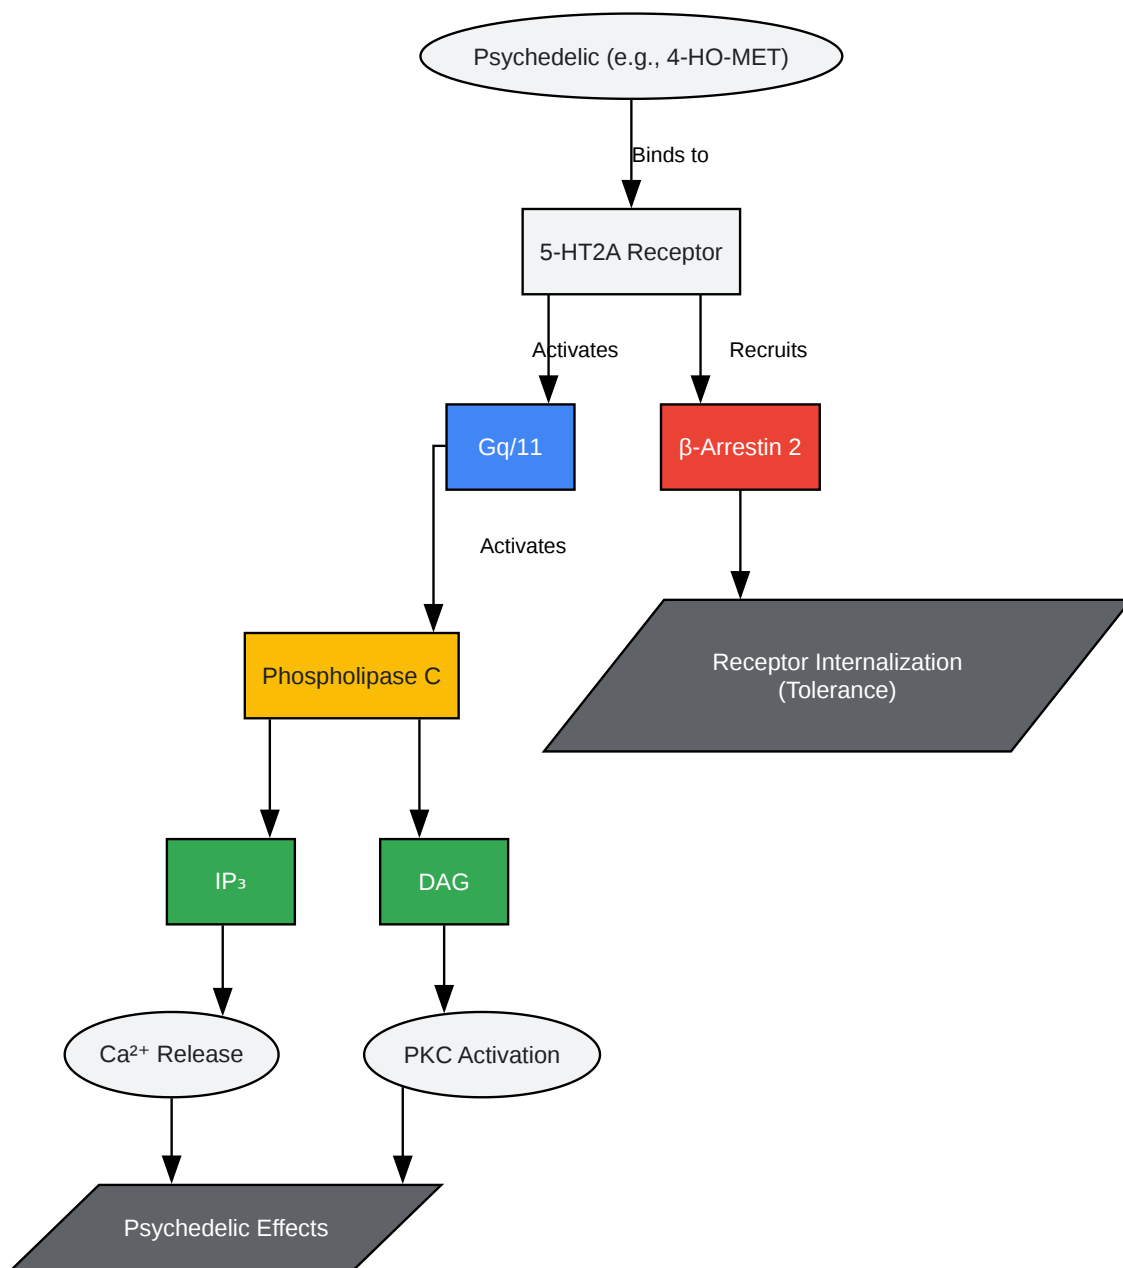 Psychedelic (e.g., 4-HO-MET)
Binds to
5-HT2A Receptor
Activates
Recruits
Gq/11
β-Arrestin 2
Activates
Receptor Internalization
(Tolerance)
Phospholipase C
IP₃
DAG
Ca²⁺ Release
PKC Activation
Psychedelic Effects